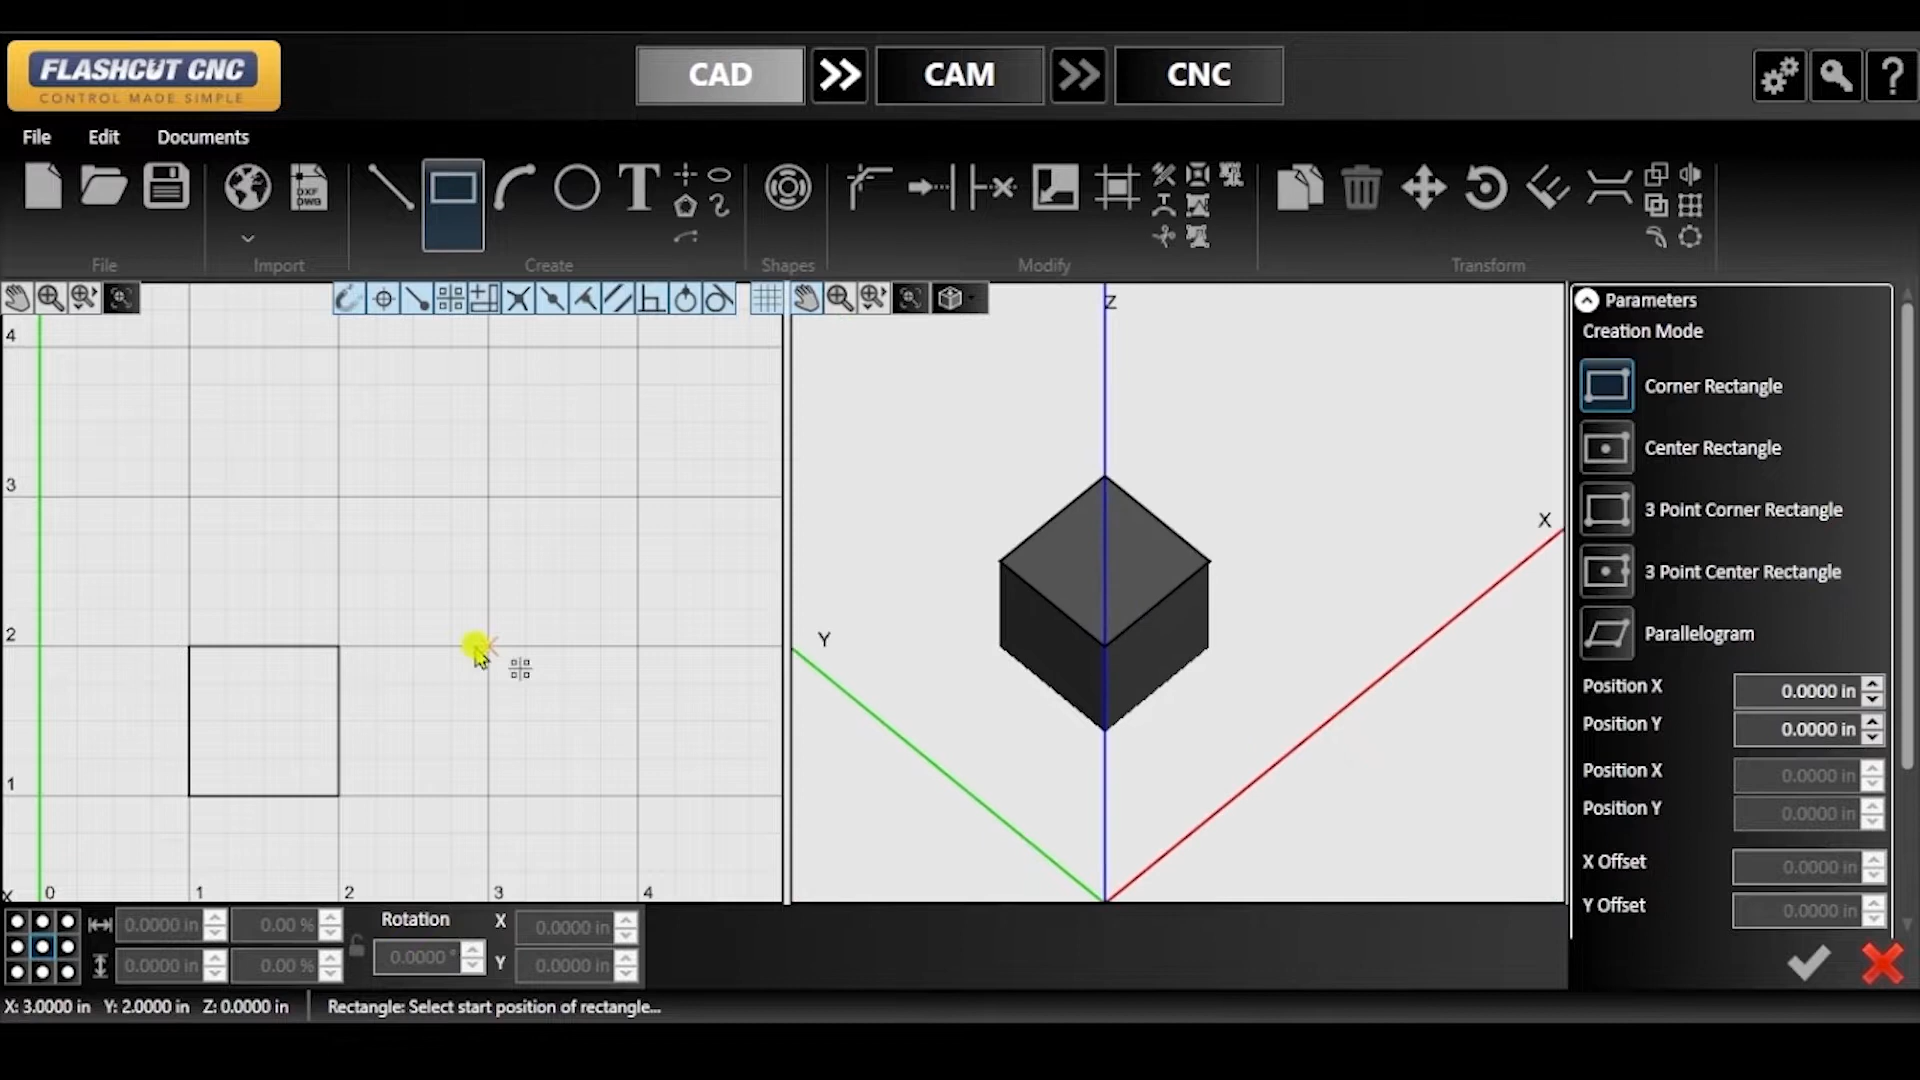 FLASHCUT CNC
CONTROL MADE SIMPLE
CAD
CAM
CNC
File Edit Documents
DXF
DWG
T
File Import Create Shapes Modify Transform
4
3
2
1
0 1 2 3 4
X
Z
X
Y
Parameters
Creation Mode
Corner Rectangle
Center Rectangle
3 Point Corner Rectangle
3 Point Center Rectangle
Parallelogram
Position X 0.0000 in
Position Y 0.0000 in
Position X 0.0000 in
Position Y 0.0000 in
X Offset 0.0000 in
Y Offset 0.0000 in
0.0000 in 0.00 % Rotation X 0.0000 in
0.0000 in 0.00 % 0.0000 ° Y 0.0000 in
X: 3.0000 in Y: 2.0000 in Z: 0.0000 in Rectangle: Select start position of rectangle...